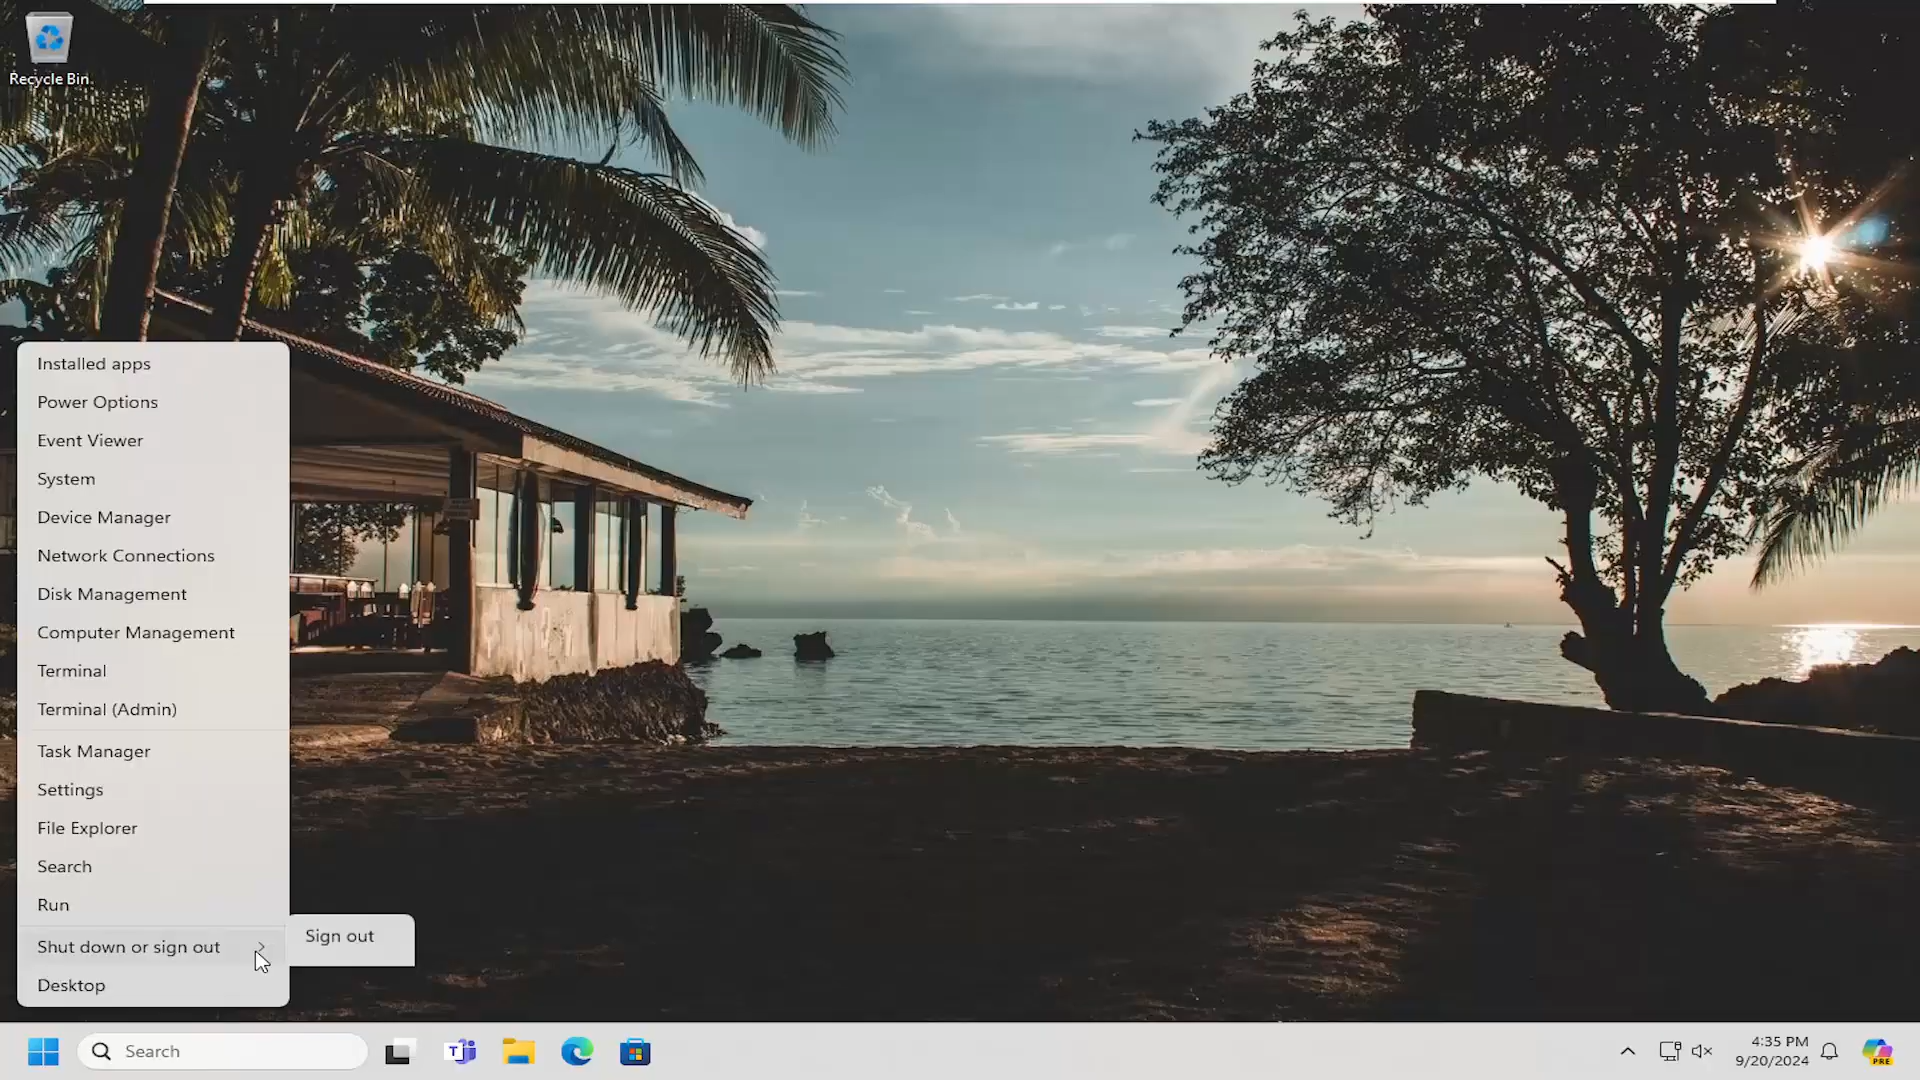 Recycle Bin
Installed apps
Power Options
Event Viewer
System
Device Manager
Network Connections
Disk Management
Computer Management
Terminal
Terminal (Admin)
Task Manager
Settings
File Explorer
Search
Run
Shut down or sign out
Sign out
Desktop
Search
4:35 PM
9/20/2024
PRE